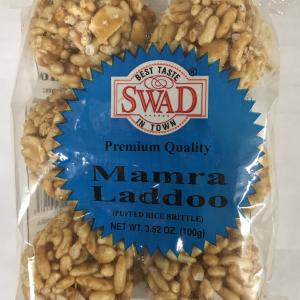 BEST TASTE
®
SWAD
IN TOWN
Premium Quality
Mamra
Laddoo
(PUFFED RICE BRITTLE)
NET WT. 3.52 OZ. (100g)